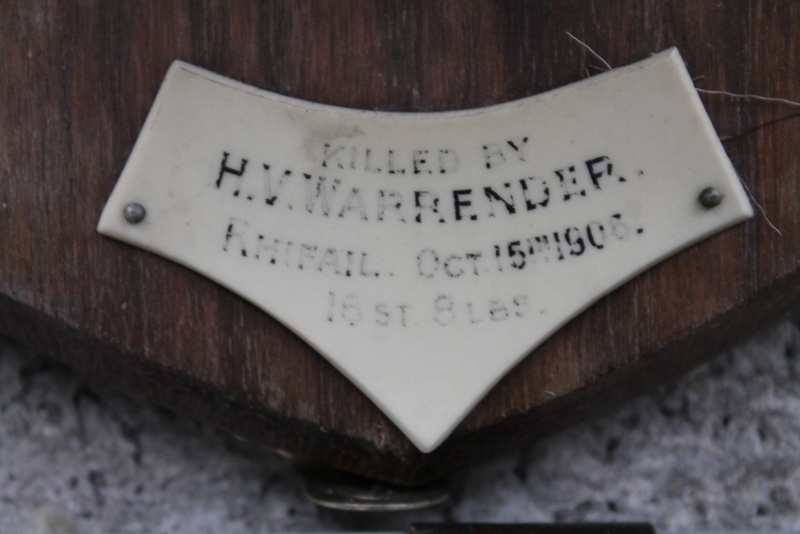 KILLED BY
H.V. WARRENDER.
RHIFAIL. OCT. 15TH 1906.
16 ST. 8 LBS.